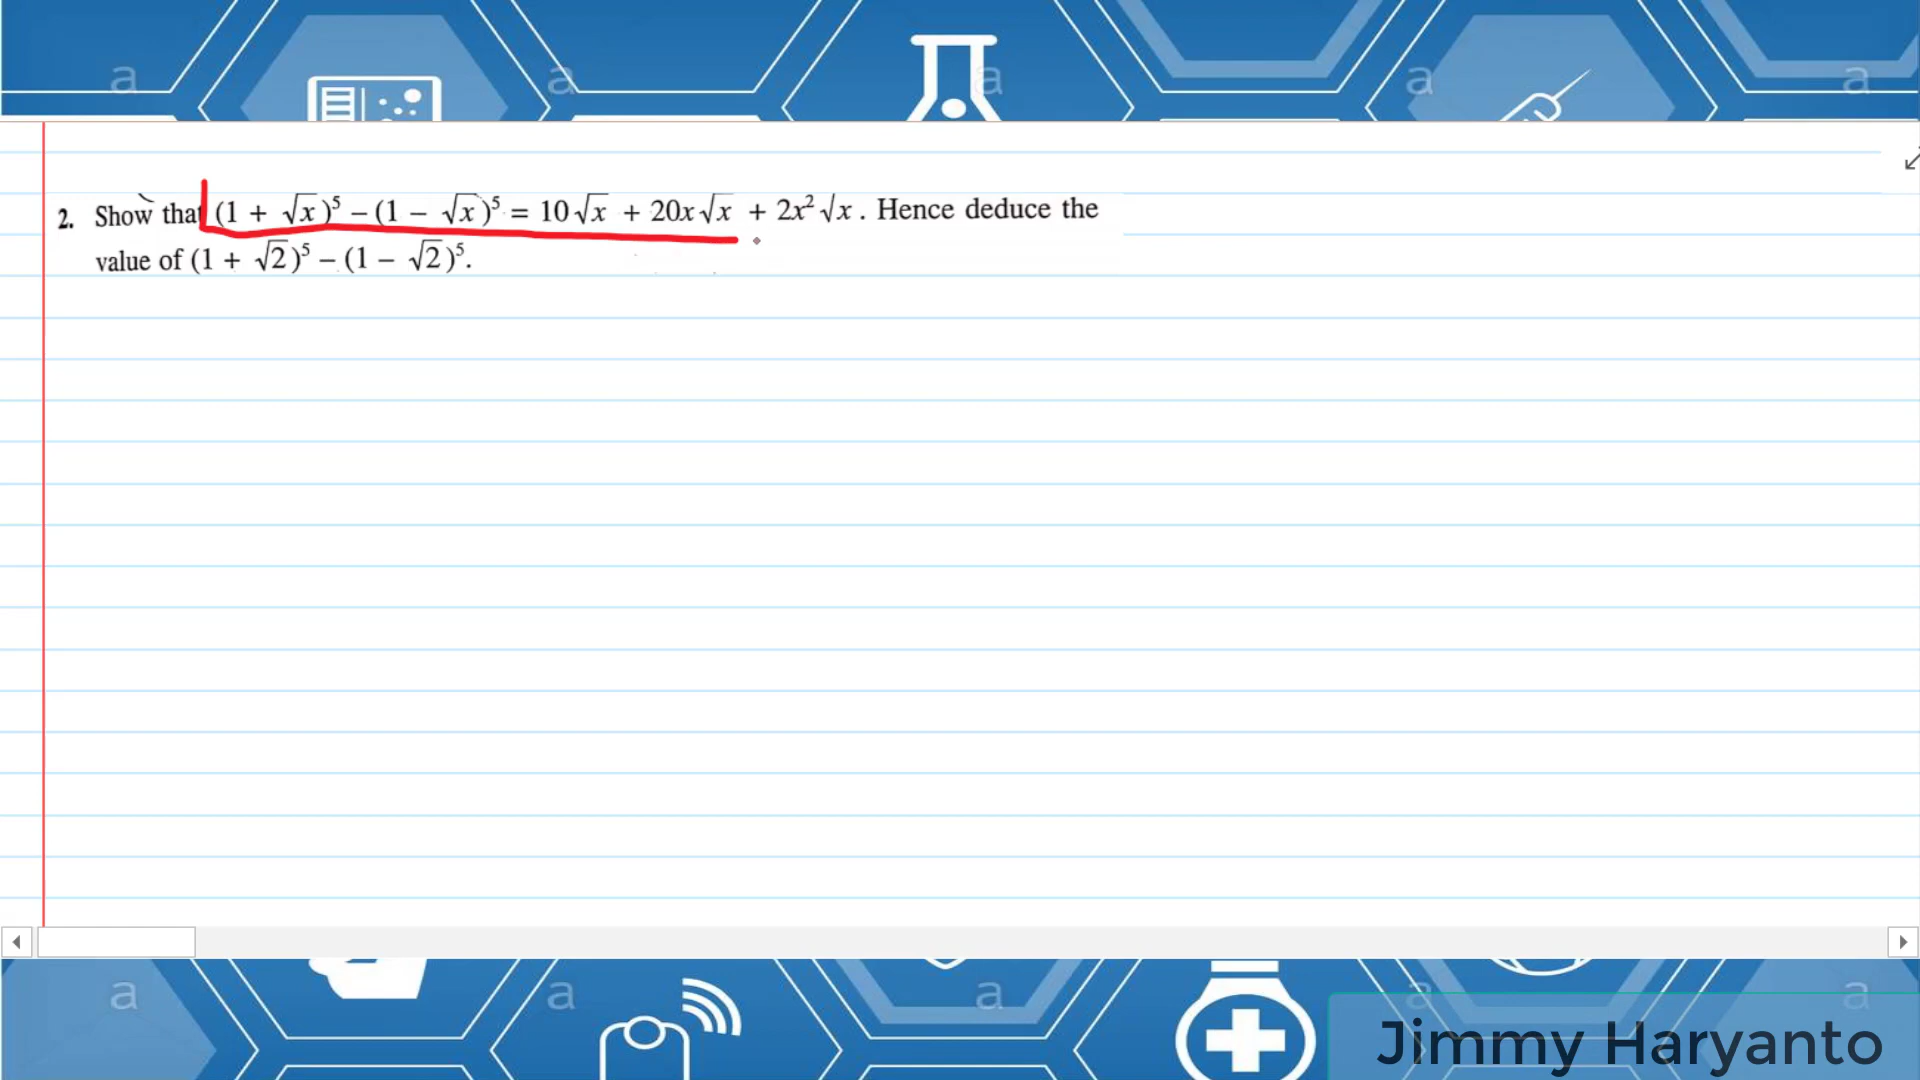 a a a a a
2. Show that (1 + √x)⁵ – (1 – √x)⁵ = 10√x + 20x√x + 2x²√x. Hence deduce the
value of (1 + √2)⁵ – (1 – √2)⁵.
a a a a a
Jimmy Haryanto